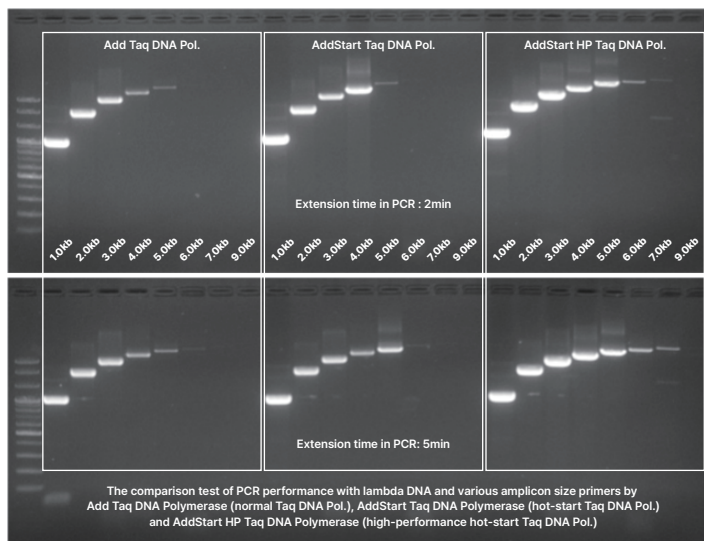 Add Taq DNA Pol.
AddStart Taq DNA Pol.
AddStart HP Taq DNA Pol.
Extension time in PCR : 2min
1.0kb 2.0kb 3.0kb 4.0kb 5.0kb 6.0kb 7.0kb 9.0kb
1.0kb 2.0kb 3.0kb 4.0kb 5.0kb 6.0kb 7.0kb 9.0kb
1.0kb 2.0kb 3.0kb 4.0kb 5.0kb 6.0kb 7.0kb 9.0kb
Extension time in PCR: 5min
The comparison test of PCR performance with lambda DNA and various amplicon size primers by
Add Taq DNA Polymerase (normal Taq DNA Pol.), AddStart Taq DNA Polymerase (hot-start Taq DNA Pol.)
and AddStart HP Taq DNA Polymerase (high-performance hot-start Taq DNA Pol.)